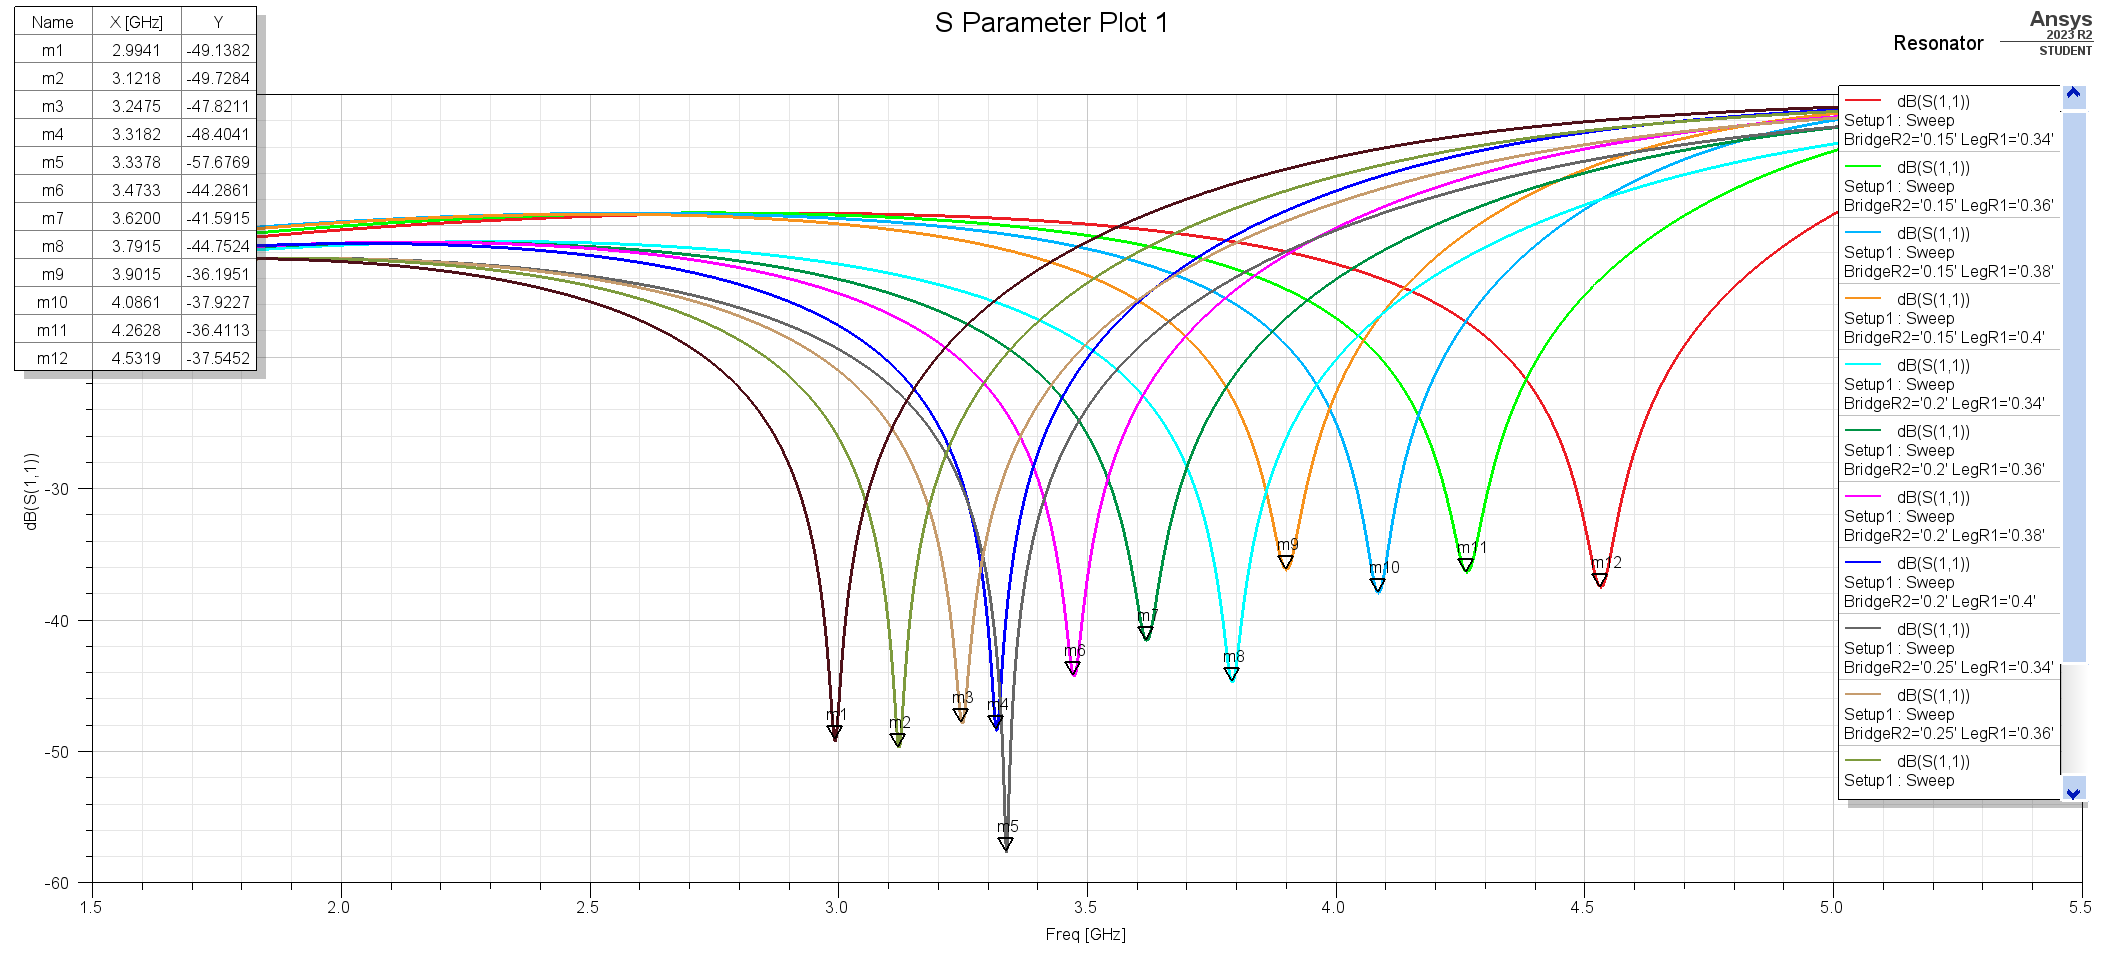 S Parameter Plot 1
Ansys
2023 R2
STUDENT
Resonator
Name X [GHz] Y
m1 2.9941 -49.1382
m2 3.1218 -49.7284
m3 3.2475 -47.8211
m4 3.3182 -48.4041
m5 3.3378 -57.6769
m6 3.4733 -44.2861
m7 3.6200 -41.5915
m8 3.7915 -44.7524
m9 3.9015 -36.1951
m10 4.0861 -37.9227
m11 4.2628 -36.4113
m12 4.5319 -37.5452
dB(S(1,1))
Setup1 : Sweep
BridgeR2='0.15' LegR1='0.34'
dB(S(1,1))
Setup1 : Sweep
BridgeR2='0.15' LegR1='0.36'
dB(S(1,1))
Setup1 : Sweep
BridgeR2='0.15' LegR1='0.38'
dB(S(1,1))
Setup1 : Sweep
BridgeR2='0.15' LegR1='0.4'
dB(S(1,1))
Setup1 : Sweep
BridgeR2='0.2' LegR1='0.34'
dB(S(1,1))
Setup1 : Sweep
BridgeR2='0.2' LegR1='0.36'
dB(S(1,1))
Setup1 : Sweep
BridgeR2='0.2' LegR1='0.38'
dB(S(1,1))
Setup1 : Sweep
BridgeR2='0.2' LegR1='0.4'
dB(S(1,1))
Setup1 : Sweep
BridgeR2='0.25' LegR1='0.34'
dB(S(1,1))
Setup1 : Sweep
BridgeR2='0.25' LegR1='0.36'
dB(S(1,1))
Setup1 : Sweep
dB(S(1,1))
-30
-40
-50
-60
m1
m2
m3
m4
m5
m6
m7
m8
m9
m10
m11
m12
1.5 2.0 2.5 3.0 3.5 4.0 4.5 5.0 5.5
Freq [GHz]